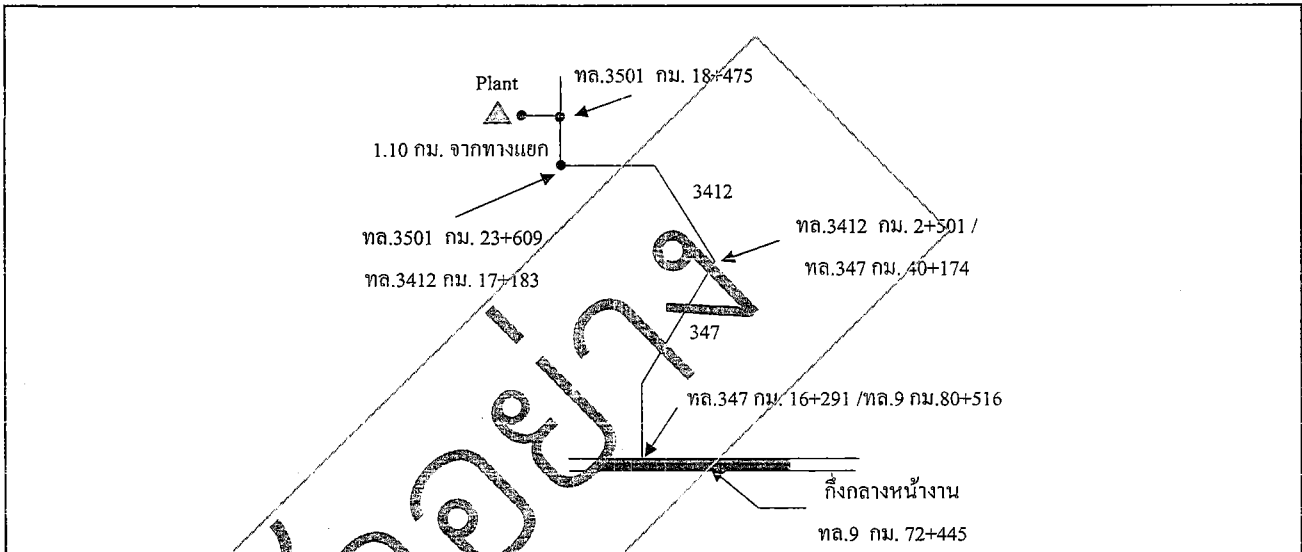 Plant
ทล.3501 กม. 18+475
1.10 กม. จากทางแยก
3412
ทล.3501 กม. 23+609
ทล.3412 กม. 17+183
ทล.3412 กม. 2+501 /
ทล.347 กม. 40+174
347
ทล.347 กม. 16+291 /ทล.9 กม.80+516
กึ่งกลางหน้างาน
ทล.9 กม. 72+445